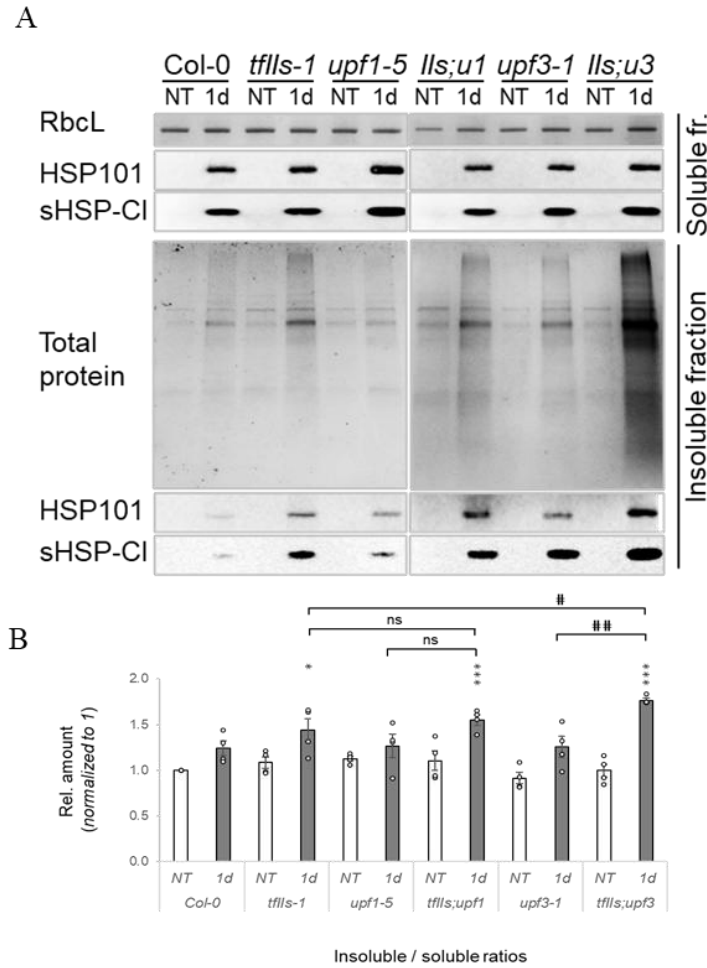 A
Col-0 tfIIs-1 upf1-5 IIs;u1 upf3-1 IIs;u3
NT 1d NT 1d NT 1d NT 1d NT 1d NT 1d
RbcL
HSP101
sHSP-CI
Soluble fr.
Total
protein
HSP101
sHSP-CI
Insoluble fraction
B
#
ns
ns
##
*
***
***
Rel. amount
(normalized to 1)
2.0
1.5
1.0
0.5
0.0
NT 1d NT 1d NT 1d NT 1d NT 1d NT 1d
Col-0 tfIIs-1 upf1-5 tfIIs;upf1 upf3-1 tfIIs;upf3
Insoluble / soluble ratios